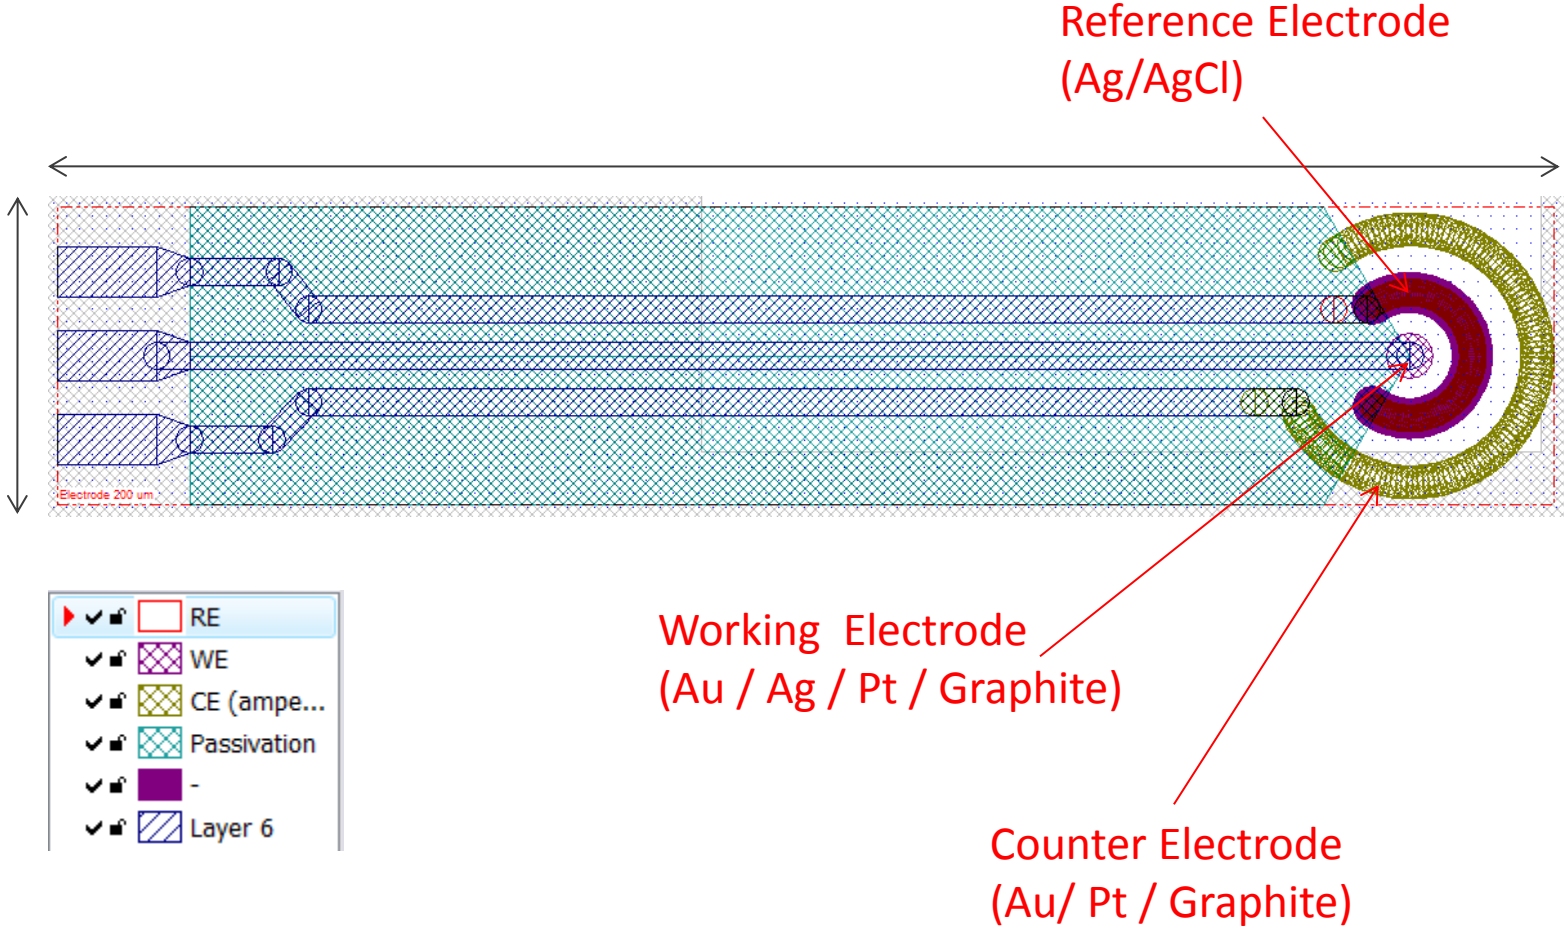 Reference Electrode
(Ag/AgCl)
Electrode 200 um
RE
WE
CE (ampe...
Passivation
-
Layer 6
Working Electrode
(Au / Ag / Pt / Graphite)
Counter Electrode
(Au/ Pt / Graphite)